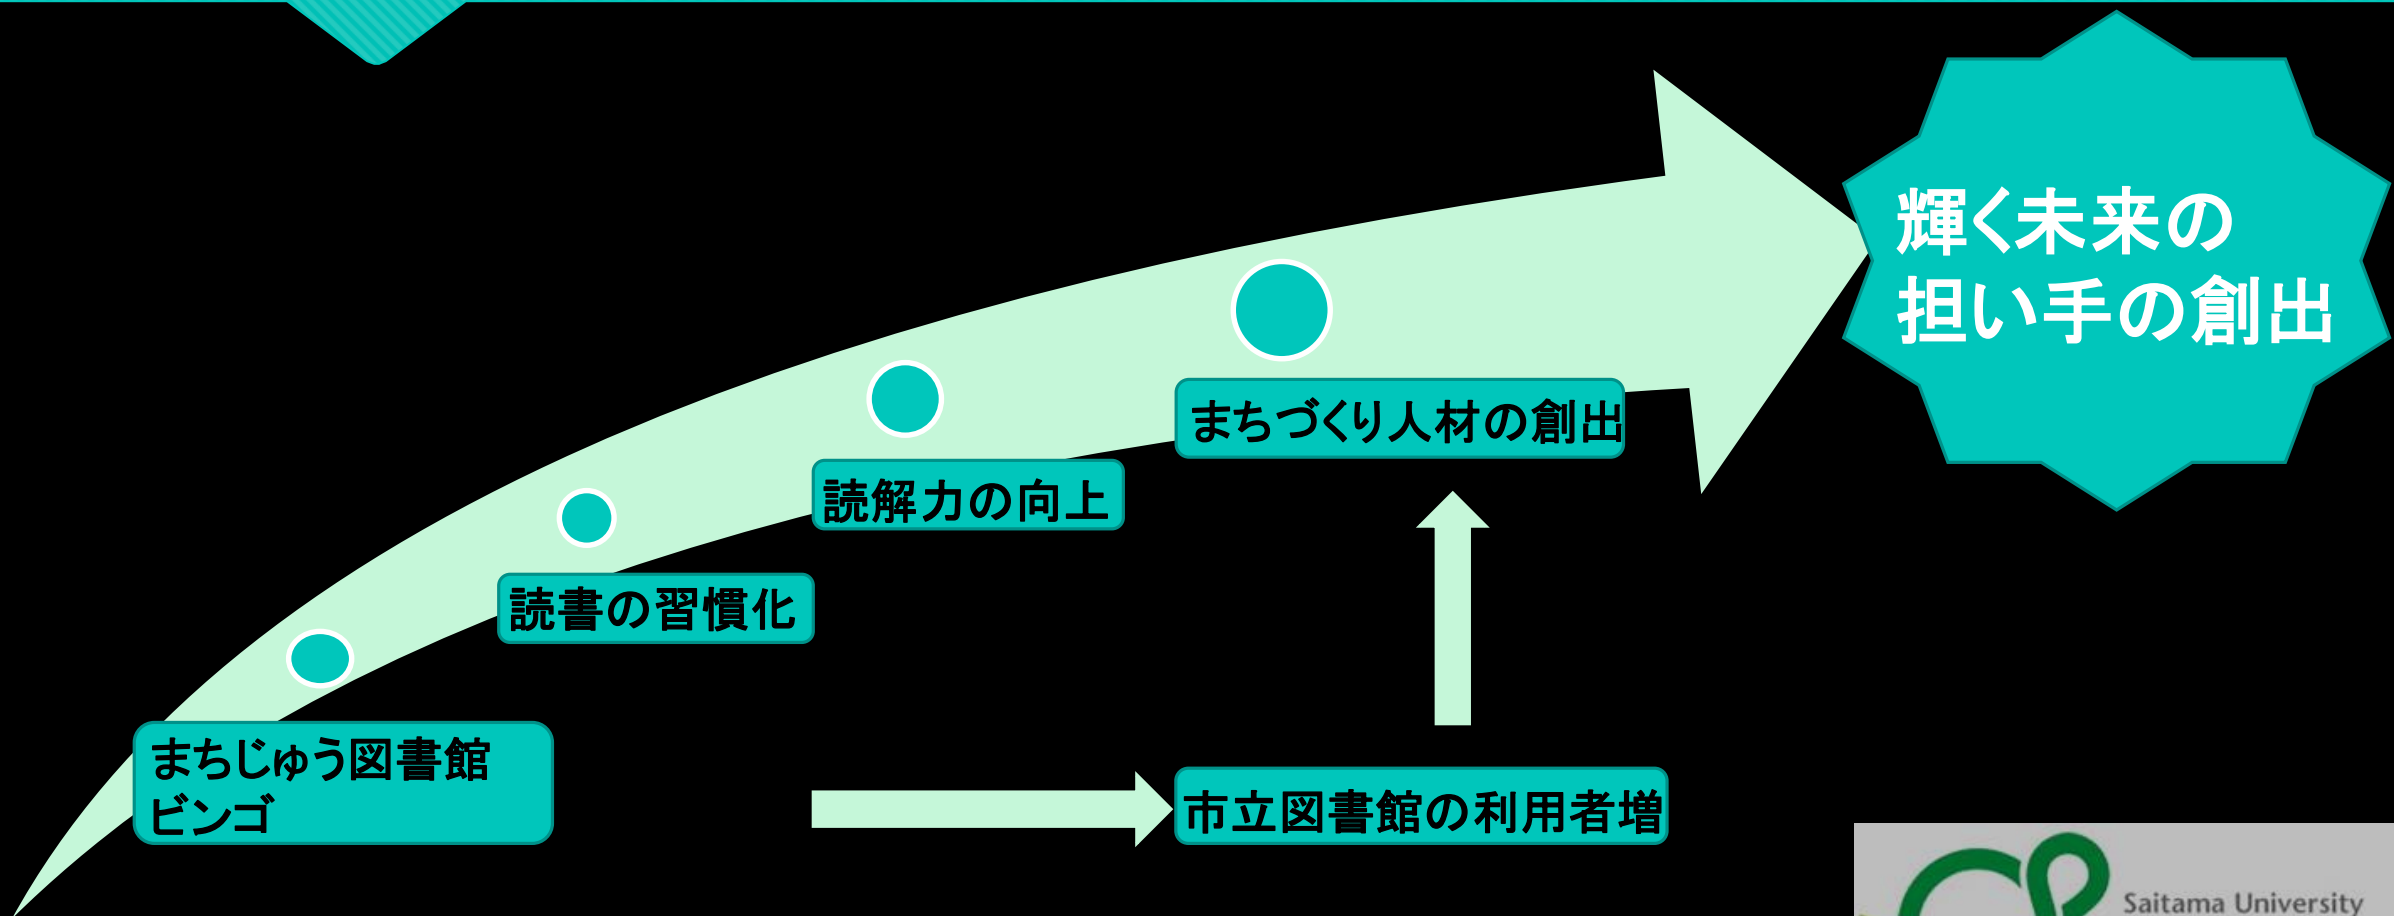 輝く未来の
担い手の創出
まちづくり人材の創出
読解力の向上
読書の習慣化
まちじゅう図書館
ビンゴ
市立図書館の利用者増
Saitama University